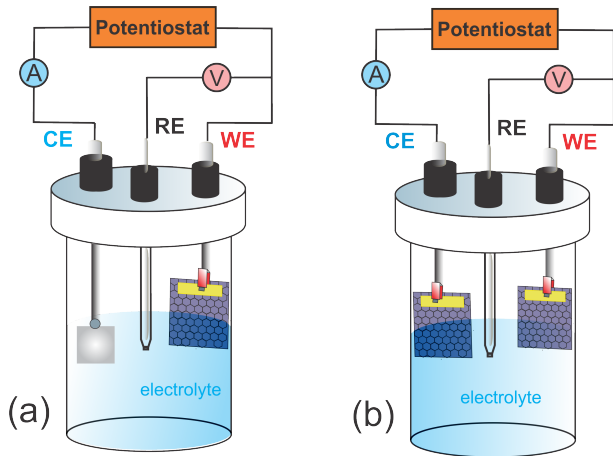 Potentiostat
A
V
CE
RE
WE
electrolyte
(a)
Potentiostat
A
V
CE
RE
WE
electrolyte
(b)